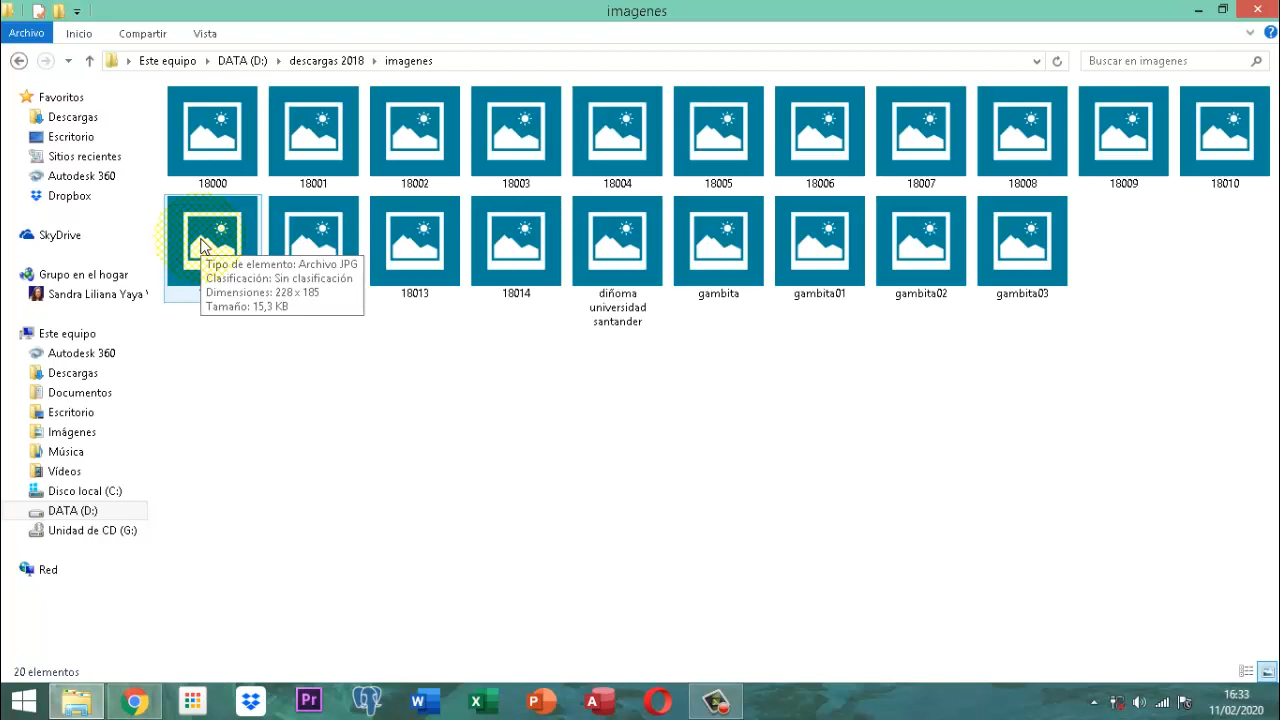 imagenes
Archivo Inicio Compartir Vista
Este equipo DATA (D:) descargas 2018 imagenes
Buscar en imagenes
Favoritos
Descargas
Escritorio
Sitios recientes
Autodesk 360
Dropbox
SkyDrive
Grupo en el hogar
Sandra Liliana Yaya
Este equipo
Autodesk 360
Descargas
Documentos
Escritorio
Imágenes
Música
Vídeos
Disco local (C:)
DATA (D:)
Unidad de CD (G:)
Red
18000 18001 18002 18003 18004 18005 18006 18007 18008 18009 18010
18013 18014 diñoma universidad santander gambita gambita01 gambita02 gambita03
Tipo de elemento: Archivo JPG
Clasificación: Sin clasificación
Dimensiones: 228 x 185
Tamaño: 15,3 KB
20 elementos
Pr
W
X
P
A
16:33
11/02/2020